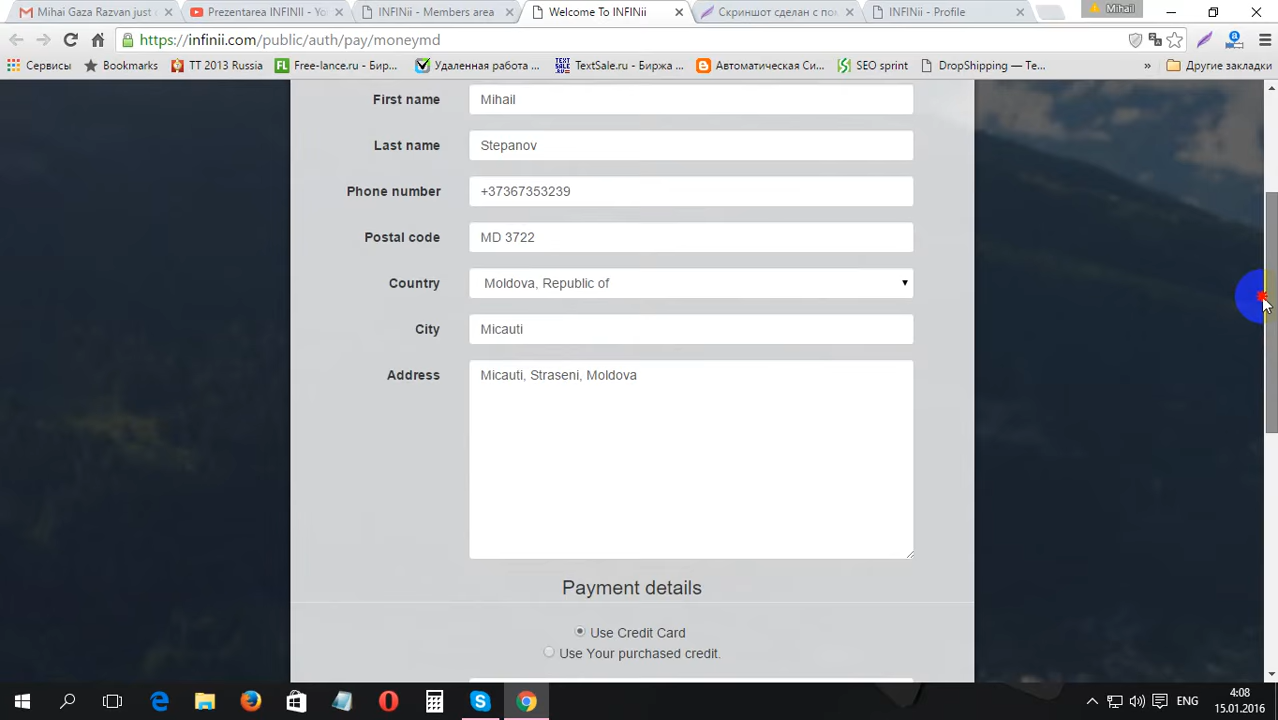 Mihai Gaza Razvan just
Prezentarea INFINII - Yo
INFINii - Members area
Welcome To INFINii
Скриншот сделан с по
INFINii - Profile
Mihail
https://infinii.com/public/auth/pay/moneymd
Сервисы
Bookmarks
TT 2013 Russia
Free-lance.ru - Бир...
Удаленная работа ...
TextSale.ru - Биржа ...
Автоматическая Си...
SEO sprint
DropShipping — Te...
»
Другие закладки
First name
Mihail
Last name
Stepanov
Phone number
+37367353239
Postal code
MD 3722
Country
Moldova, Republic of
City
Micauti
Address
Micauti, Straseni, Moldova
Payment details
Use Credit Card
Use Your purchased credit.
ENG
4:08
15.01.2016